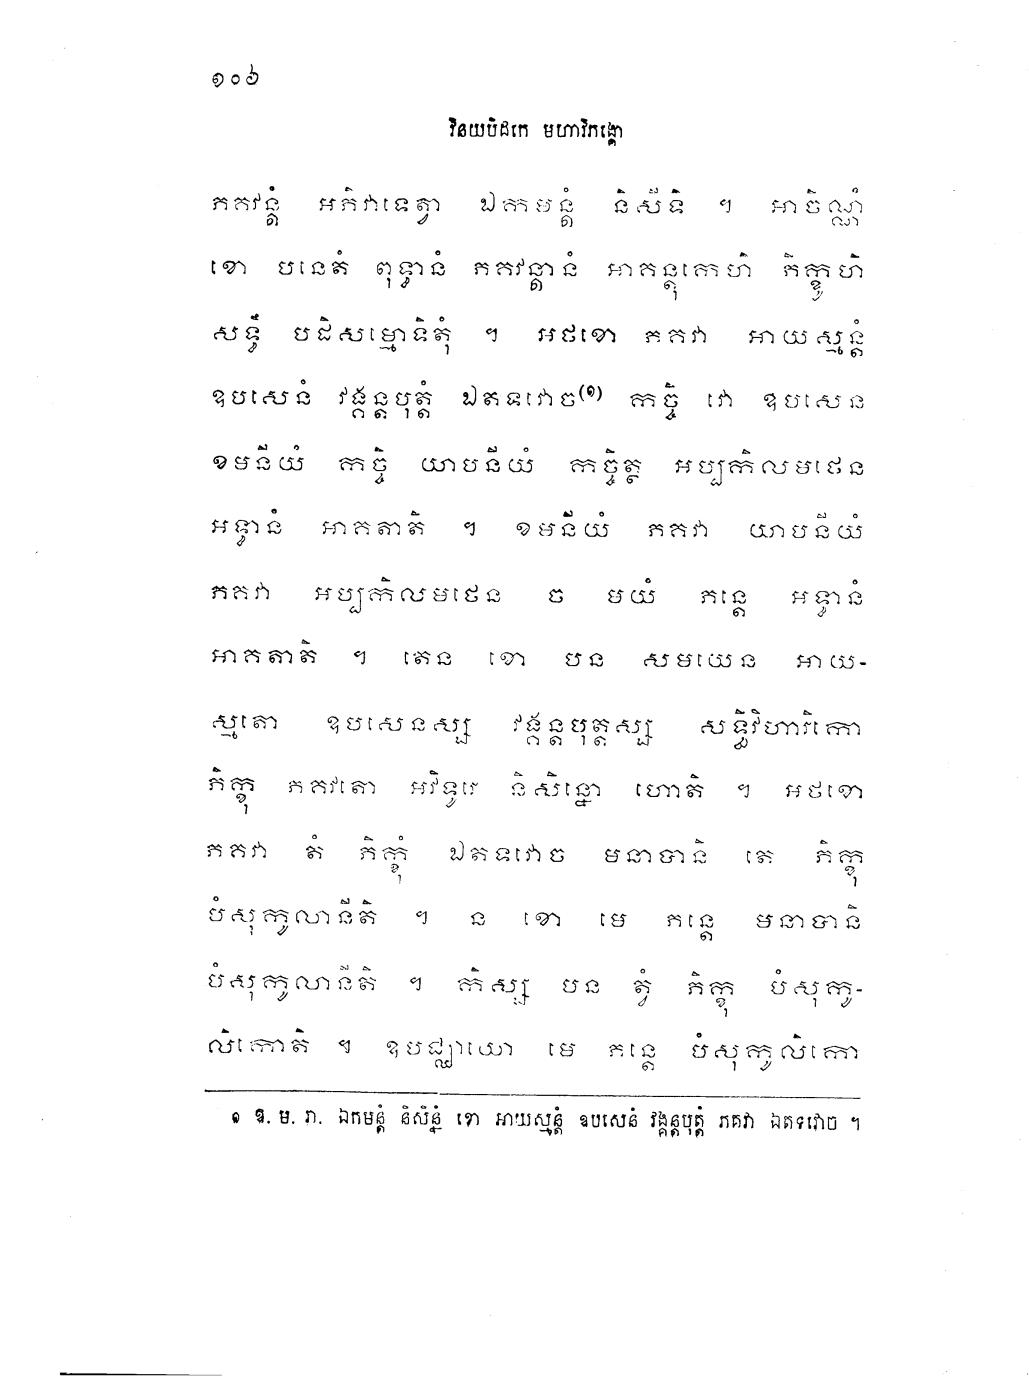 ១០៦
វិនយបិដកេ មហាវិភង្គោ
ភគវន្តំ អភិវាទេត្វា ឯកមន្តំ និសីទិ ។ អាចិណ្ណំ
ខោ បនេតំ ពុទ្ធានំ ភគវន្តានំ អាគន្តុកេហិ ភិក្ខូហិ
សទ្ធឹ បដិសម្មោទិតុំ ។ អថខោ ភគវា អាយស្មន្តំ
ឧបសេនំ វង្គន្តបុត្តំ ឯតទវោច(១) កច្ចិ វោ ឧបសេន
ខមនីយំ កច្ចិ យាបនីយំ កច្ចិត្ថ អប្បកិលមថេន
អទ្ធានំ អាគតាតិ ។ ខមនីយំ ភគវា យាបនីយំ
ភគវា អប្បកិលមថេន ច មយំ ភន្តេ អទ្ធានំ
អាគតាតិ ។ តេន ខោ បន សមយេន អាយ-
ស្មតោ ឧបសេនស្ស វង្គន្តបុត្តស្ស សទ្ធិវិហារិកោ
ភិក្ខុ ភគវតោ អវិទូរេ និសិន្នោ ហោតិ ។ អថខោ
ភគវា តំ ភិក្ខុំ ឯតទវោច មនាបានិ តេ ភិក្ខុ
បំសុកូលានីតិ ។ ន ខោ មេ ភន្តេ មនាបានិ
បំសុកូលានីតិ ។ កិស្ស បន ត្វំ ភិក្ខុ បំសុកូ-
លិកោតិ ។ ឧបជ្ឈាយោ មេ ភន្តេ បំសុកូលិកោ
១ ឱ. ម. រា. ឯកមន្តំ និសិន្នំ ខោ អាយស្មន្តំ ឧបសេនំ វង្គន្តបុត្តំ ភគវា ឯតទវោច ។